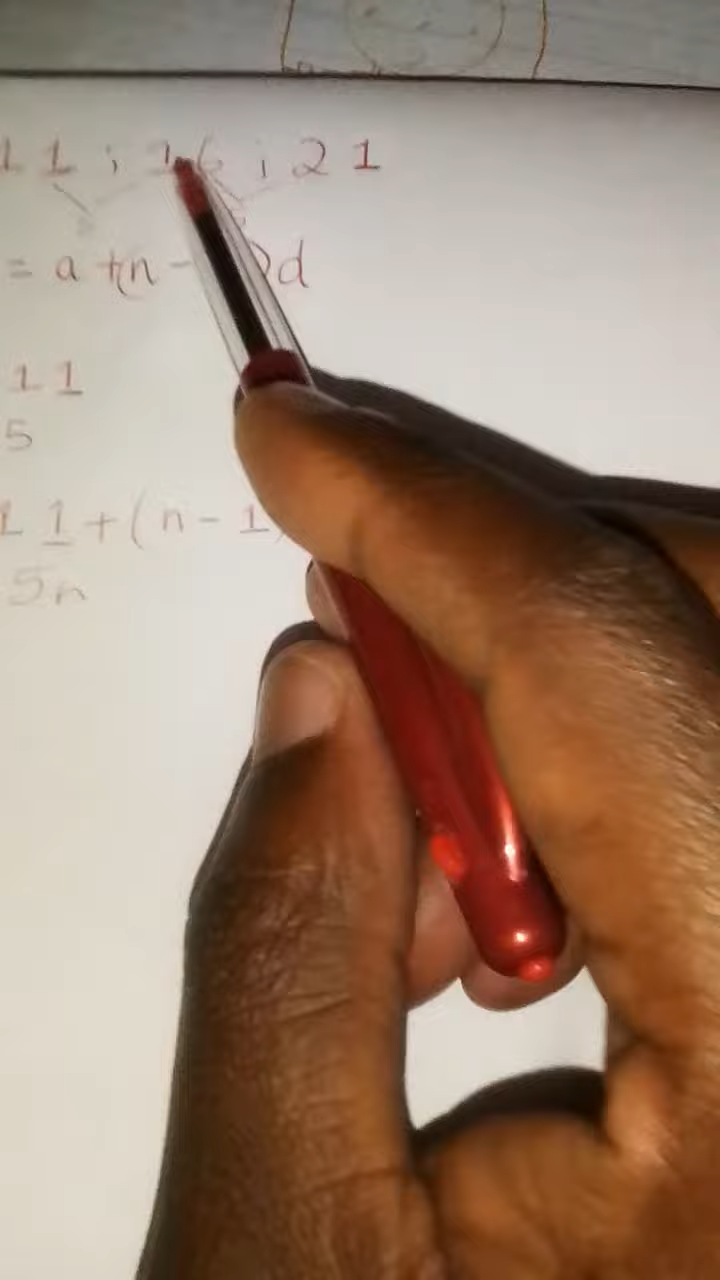 11 ; 16 ; 21
= a + (n - )d
11
5
11 + (n - 1
5n